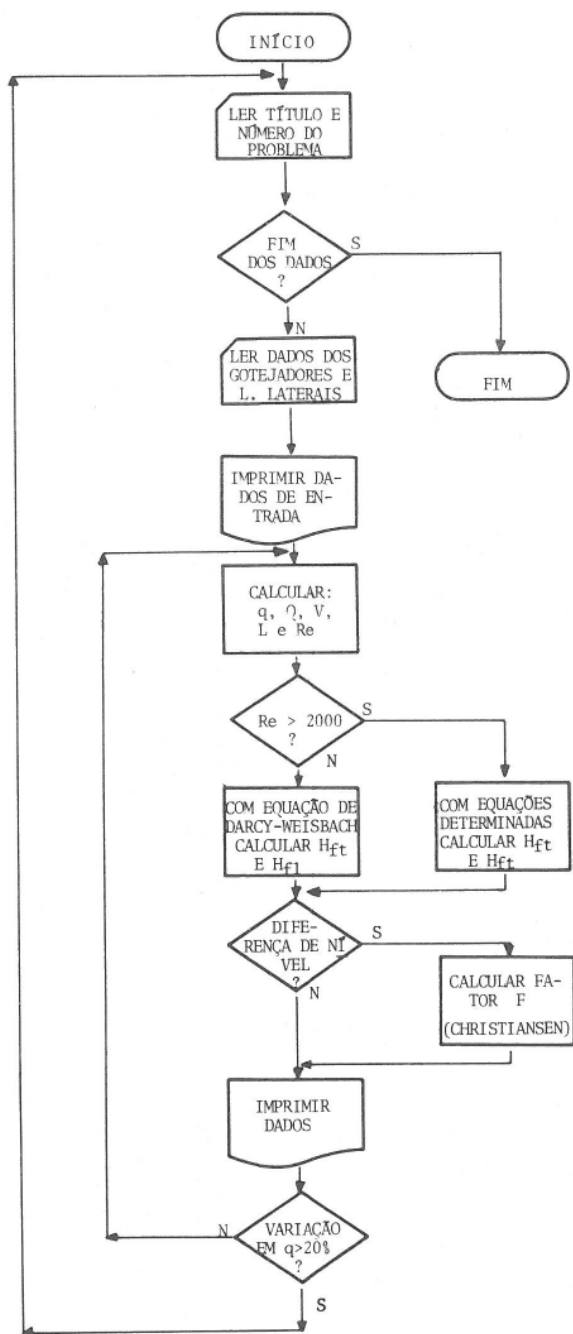 INÍCIO
LER TÍTULO E
NÚMERO DO
PROBLEMA
FIM
DOS DADOS
?
S
N
LER DADOS DOS
GOTEJADORES E
L. LATERAIS
FIM
IMPRIMIR DA-
DOS DE EN-
TRADA
CALCULAR:
q, Q, V,
L e Re
Re > 2000
?
S
N
COM EQUAÇÃO DE
DARCY-WEISBACH
CALCULAR Hft
E Hfl
COM EQUAÇÕES
DETERMINADAS
CALCULAR Hft
E Hft
DIFE-
RENÇA DE NÍ
VEL
?
S
N
CALCULAR FA-
TOR F
(CHRISTIANSEN)
IMPRIMIR
DADOS
N
VARIAÇÃO
EM q>20%
?
S